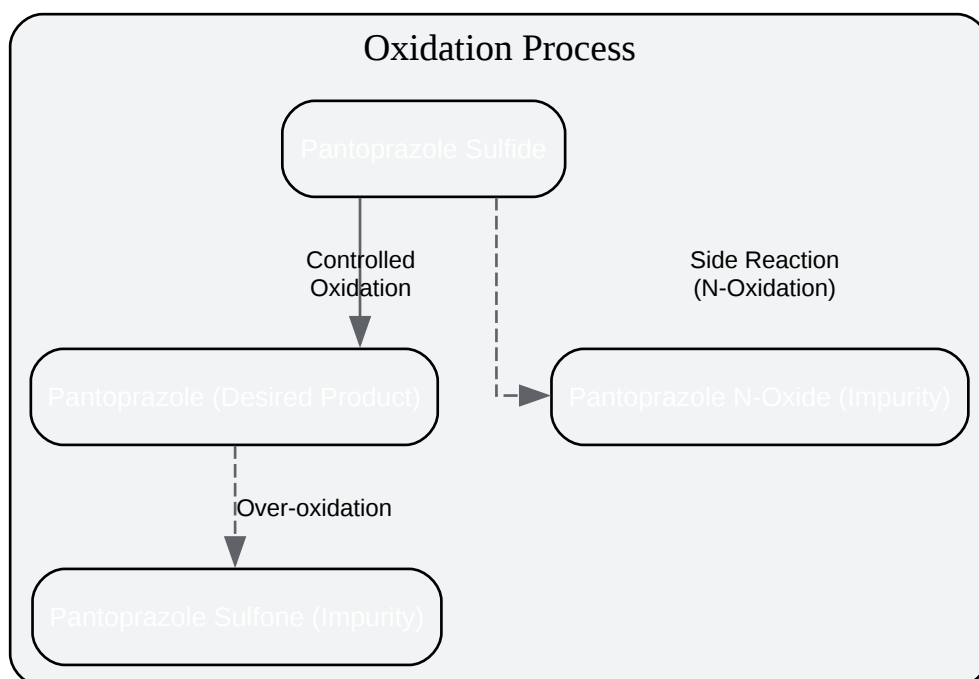 Oxidation Process
Pantoprazole Sulfide
Controlled
Oxidation
Side Reaction
(N-Oxidation)
Pantoprazole (Desired Product)
Pantoprazole N-Oxide (Impurity)
Over-oxidation
Pantoprazole Sulfone (Impurity)